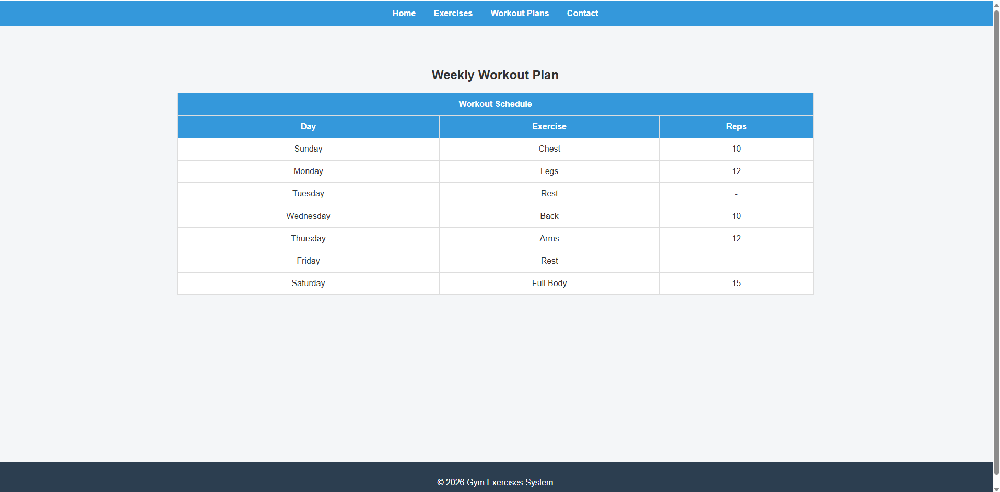 Home Exercises Workout Plans Contact
Weekly Workout Plan
Workout Schedule
Day Exercise Reps
Sunday Chest 10
Monday Legs 12
Tuesday Rest -
Wednesday Back 10
Thursday Arms 12
Friday Rest -
Saturday Full Body 15
© 2026 Gym Exercises System